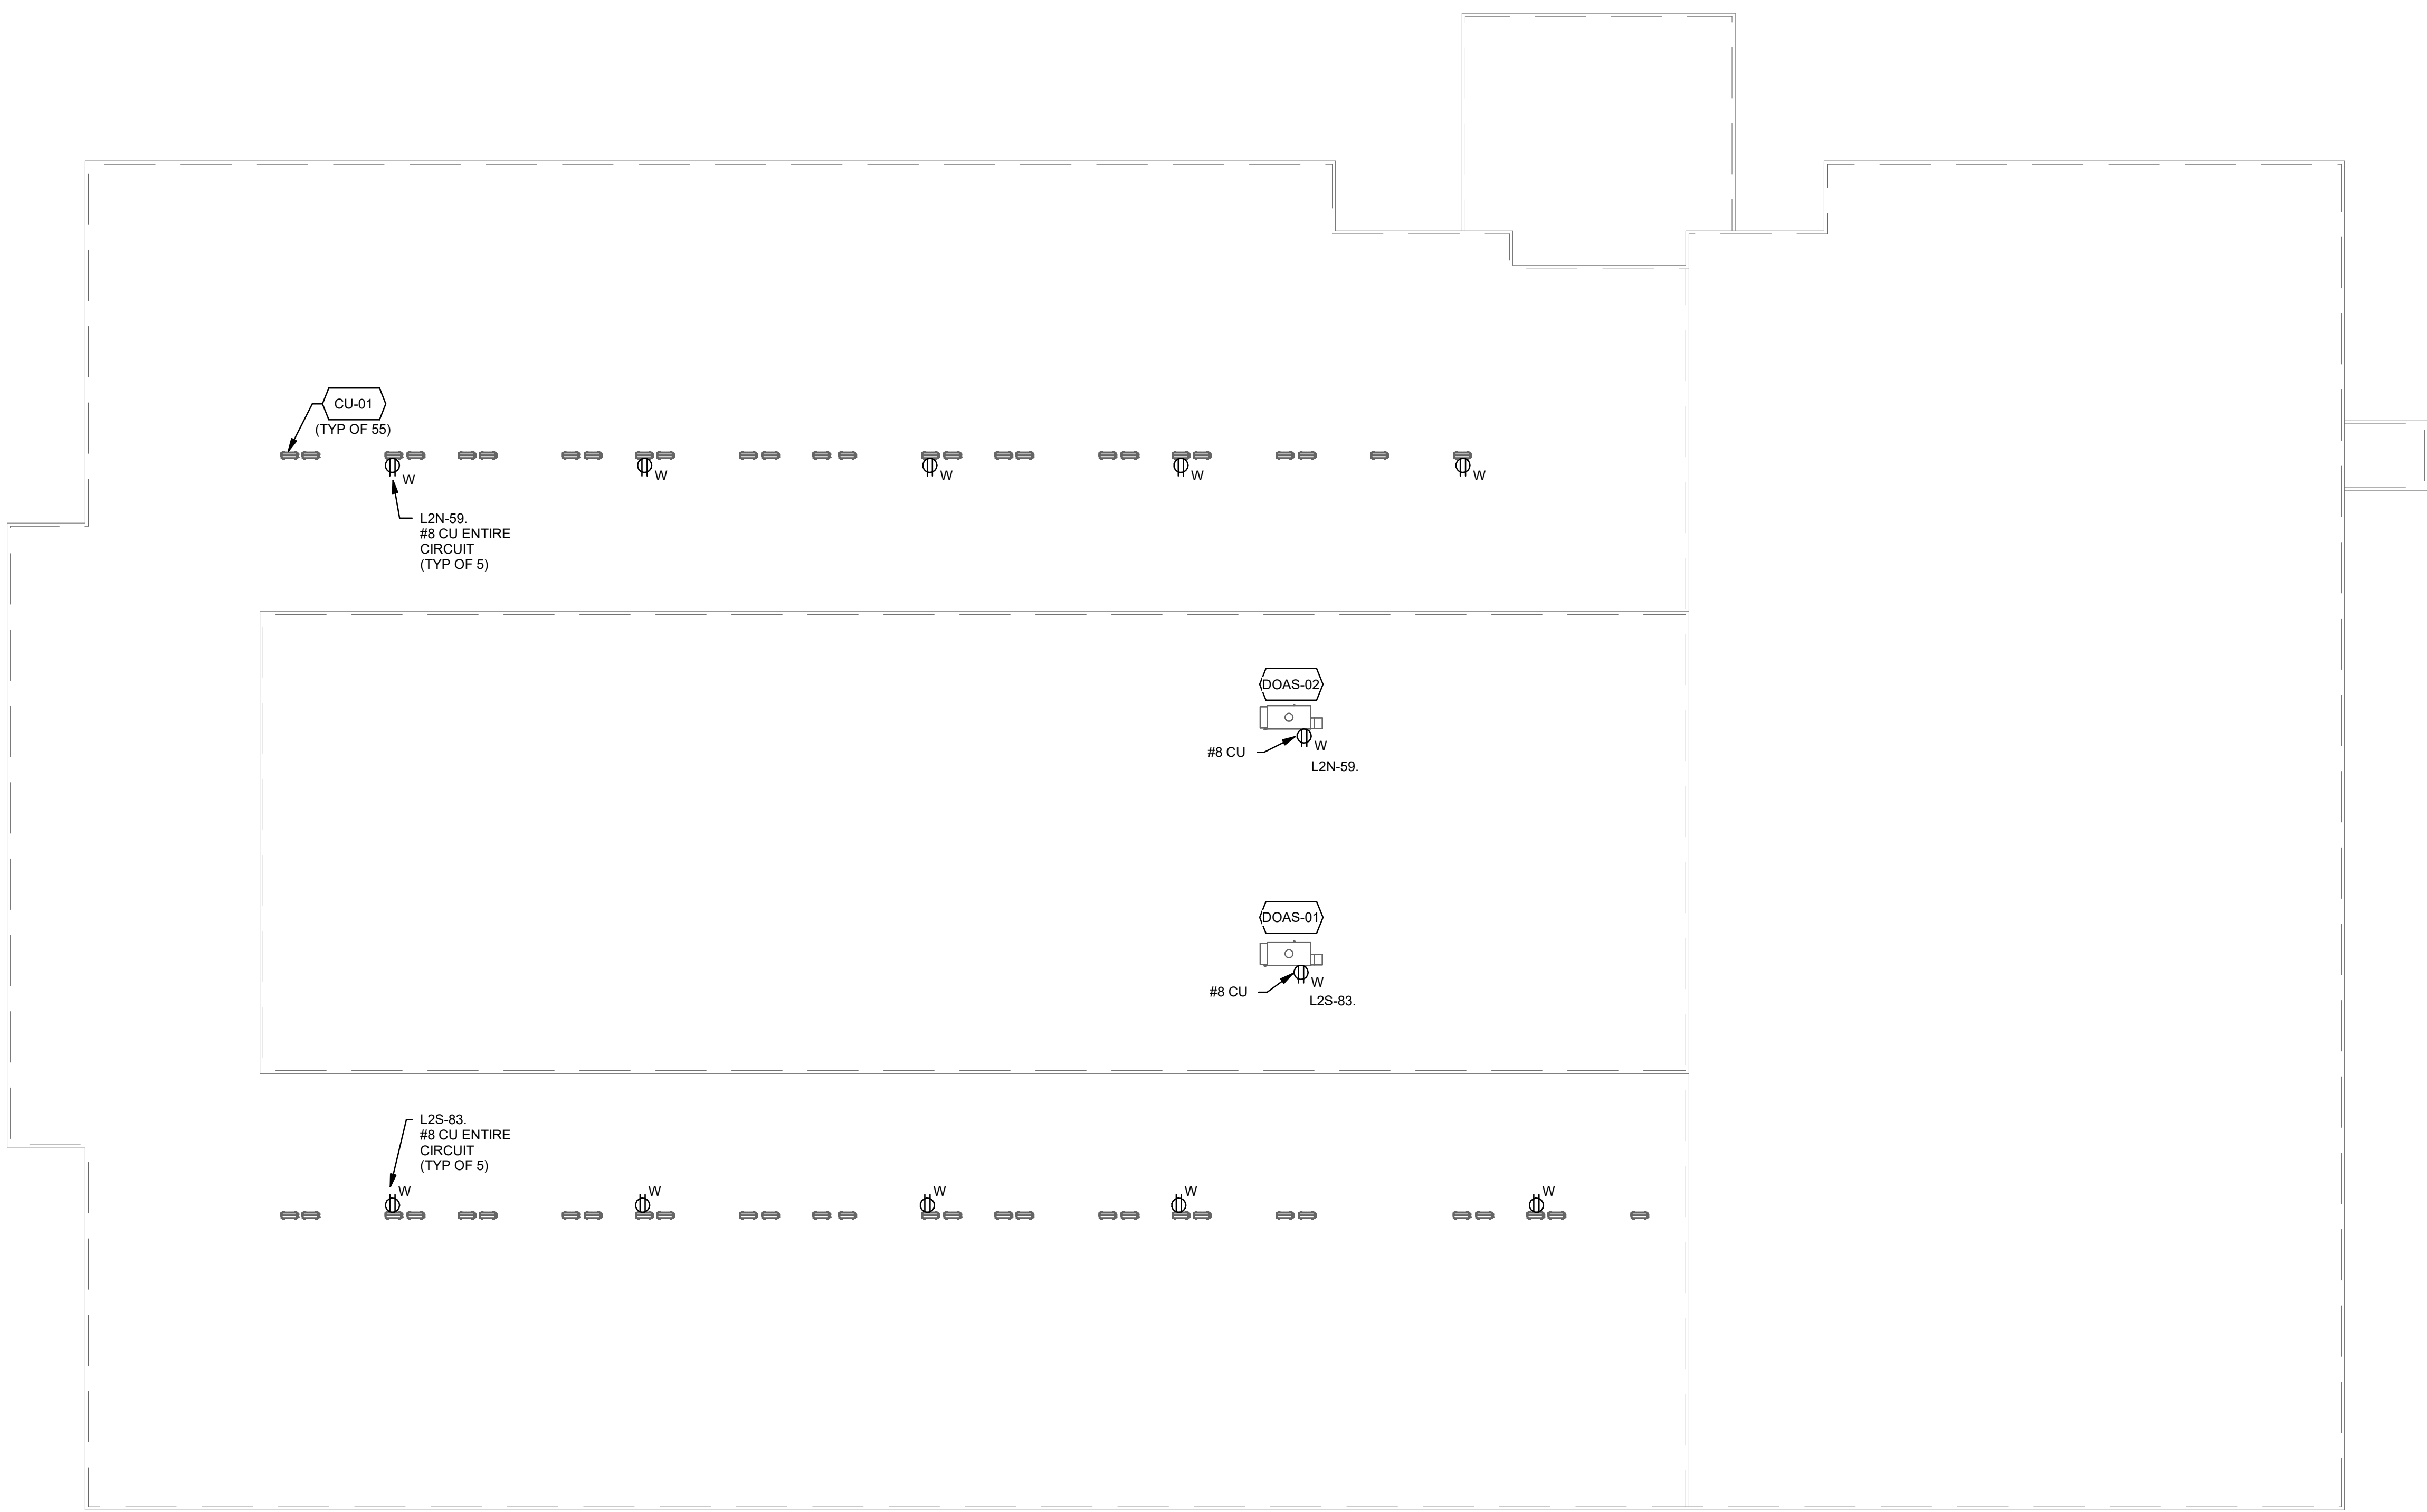 CU-01
(TYP OF 55)
W
W
W
W
W
L2N-59.
#8 CU ENTIRE
CIRCUIT
(TYP OF 5)
DOAS-02
#8 CU
W
L2N-59.
DOAS-01
#8 CU
W
L2S-83.
L2S-83.
#8 CU ENTIRE
CIRCUIT
(TYP OF 5)
W
W
W
W
W